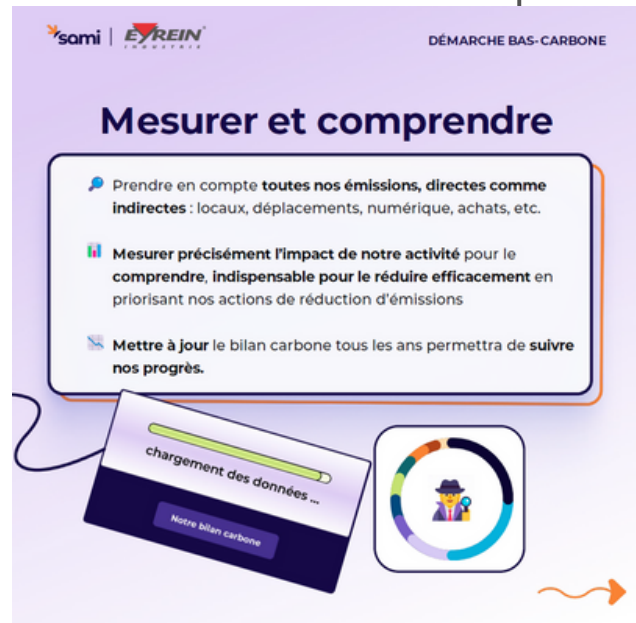 sami | EYREIN
INDUSTRIE
DÉMARCHE BAS-CARBONE
Mesurer et comprendre
Prendre en compte toutes nos émissions, directes comme
indirectes : locaux, déplacements, numérique, achats, etc.
Mesurer précisément l'impact de notre activité pour le
comprendre, indispensable pour le réduire efficacement en
priorisant nos actions de réduction d'émissions
Mettre à jour le bilan carbone tous les ans permettra de suivre
nos progrès.
chargement des données ...
Notre bilan carbone